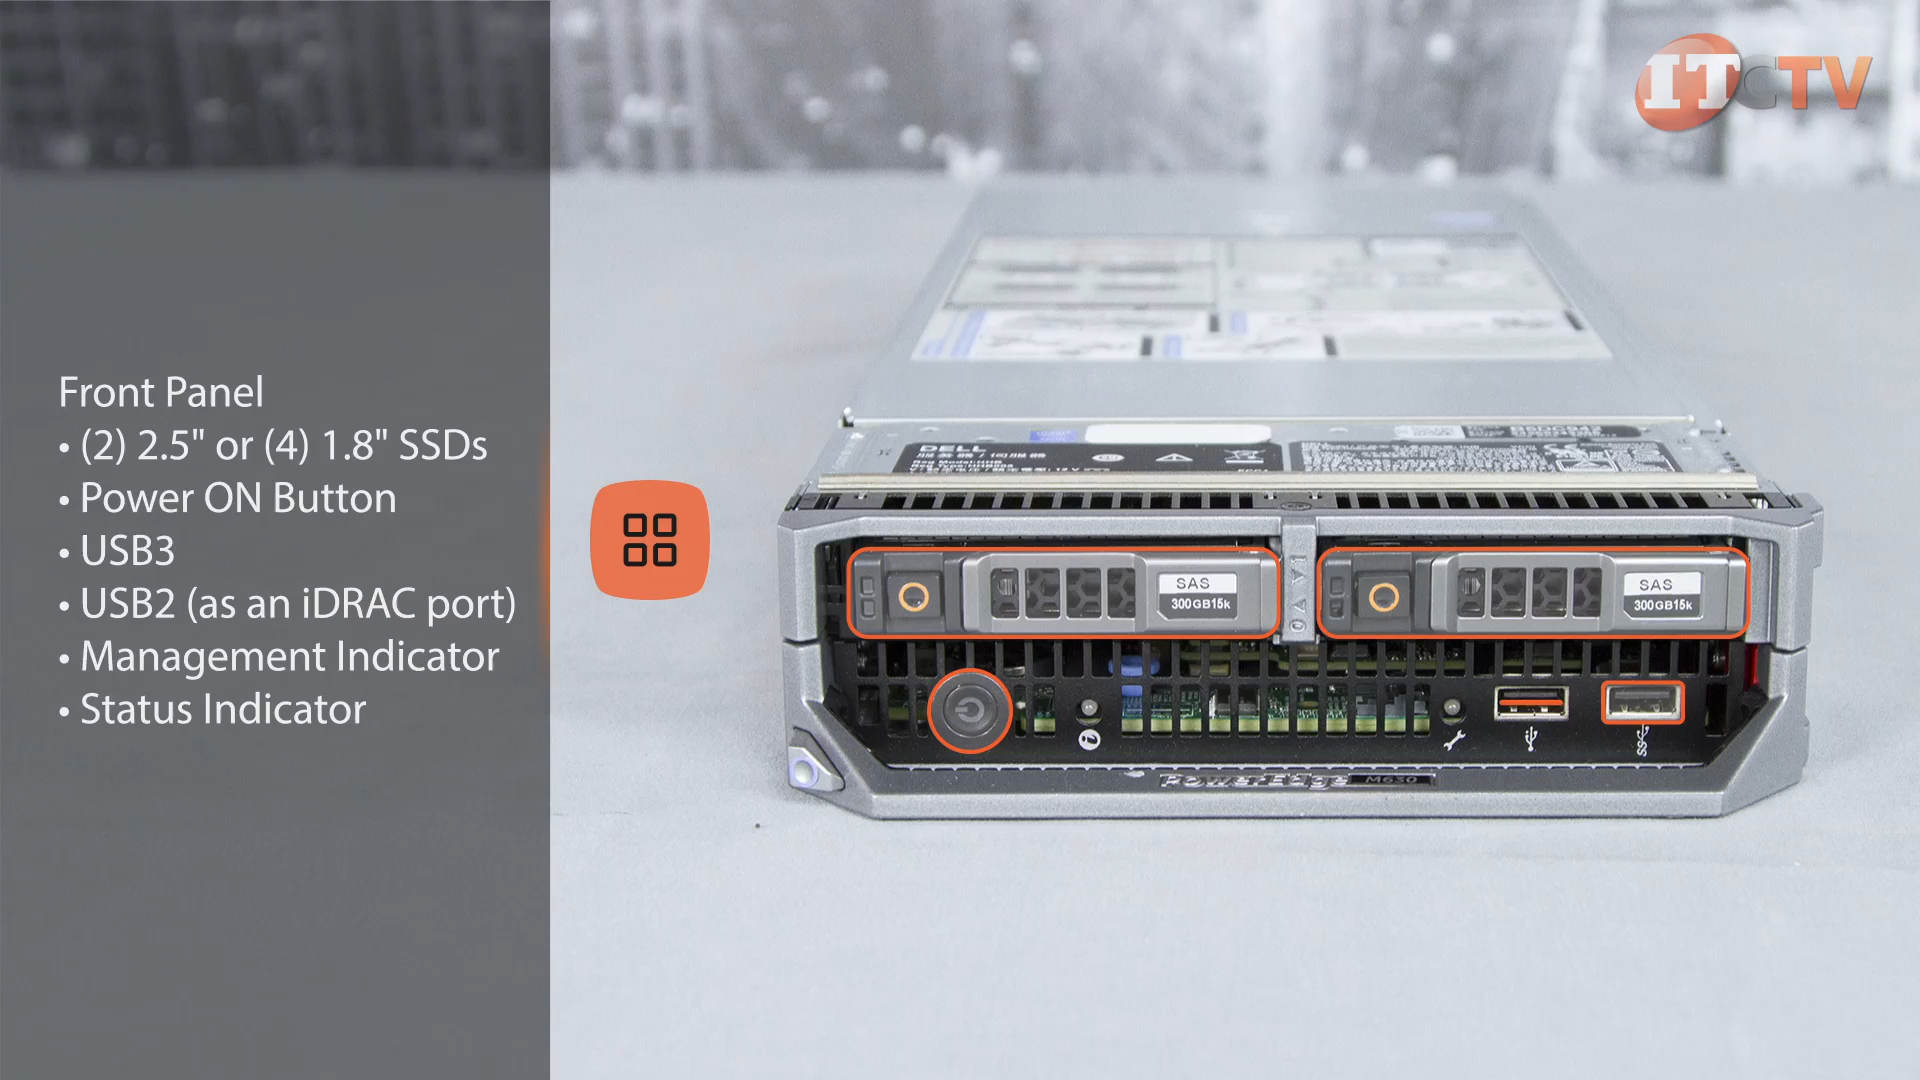 ITCTV
Front Panel
• (2) 2.5" or (4) 1.8" SSDs
• Power ON Button
• USB3
• USB2 (as an iDRAC port)
• Management Indicator
• Status Indicator
DELL
SAS
300GB15k
SAS
300GB15k
PowerEdge M630